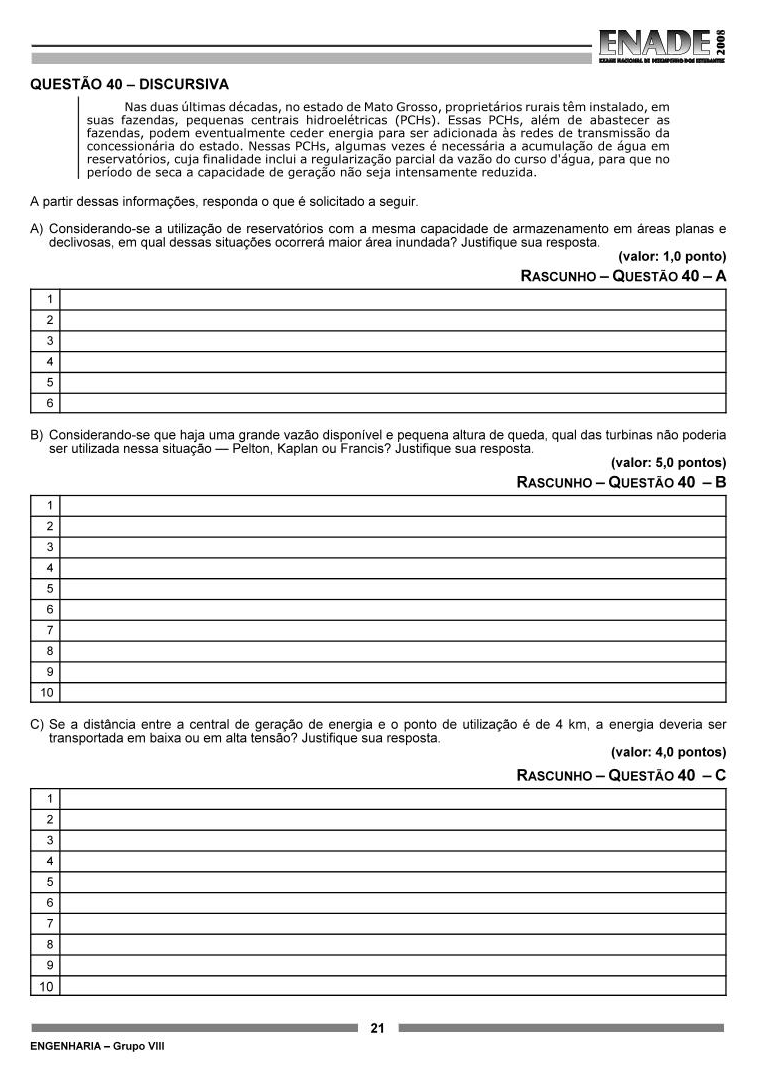 ENADE 2008
EXAME NACIONAL DE DESEMPENHO DOS ESTUDANTES
QUESTÃO 40 – DISCURSIVA
Nas duas últimas décadas, no estado de Mato Grosso, proprietários rurais têm instalado, em
suas fazendas, pequenas centrais hidroelétricas (PCHs). Essas PCHs, além de abastecer as
fazendas, podem eventualmente ceder energia para ser adicionada às redes de transmissão da
concessionária do estado. Nessas PCHs, algumas vezes é necessária a acumulação de água em
reservatórios, cuja finalidade inclui a regularização parcial da vazão do curso d'água, para que no
período de seca a capacidade de geração não seja intensamente reduzida.
A partir dessas informações, responda o que é solicitado a seguir.
A) Considerando-se a utilização de reservatórios com a mesma capacidade de armazenamento em áreas planas e
declivosas, em qual dessas situações ocorrerá maior área inundada? Justifique sua resposta.
(valor: 1,0 ponto)
RASCUNHO – QUESTÃO 40 – A
1
2
3
4
5
6
B) Considerando-se que haja uma grande vazão disponível e pequena altura de queda, qual das turbinas não poderia
ser utilizada nessa situação — Pelton, Kaplan ou Francis? Justifique sua resposta.
(valor: 5,0 pontos)
RASCUNHO – QUESTÃO 40 – B
1
2
3
4
5
6
7
8
9
10
C) Se a distância entre a central de geração de energia e o ponto de utilização é de 4 km, a energia deveria ser
transportada em baixa ou em alta tensão? Justifique sua resposta.
(valor: 4,0 pontos)
RASCUNHO – QUESTÃO 40 – C
1
2
3
4
5
6
7
8
9
10
21
ENGENHARIA – Grupo VIII